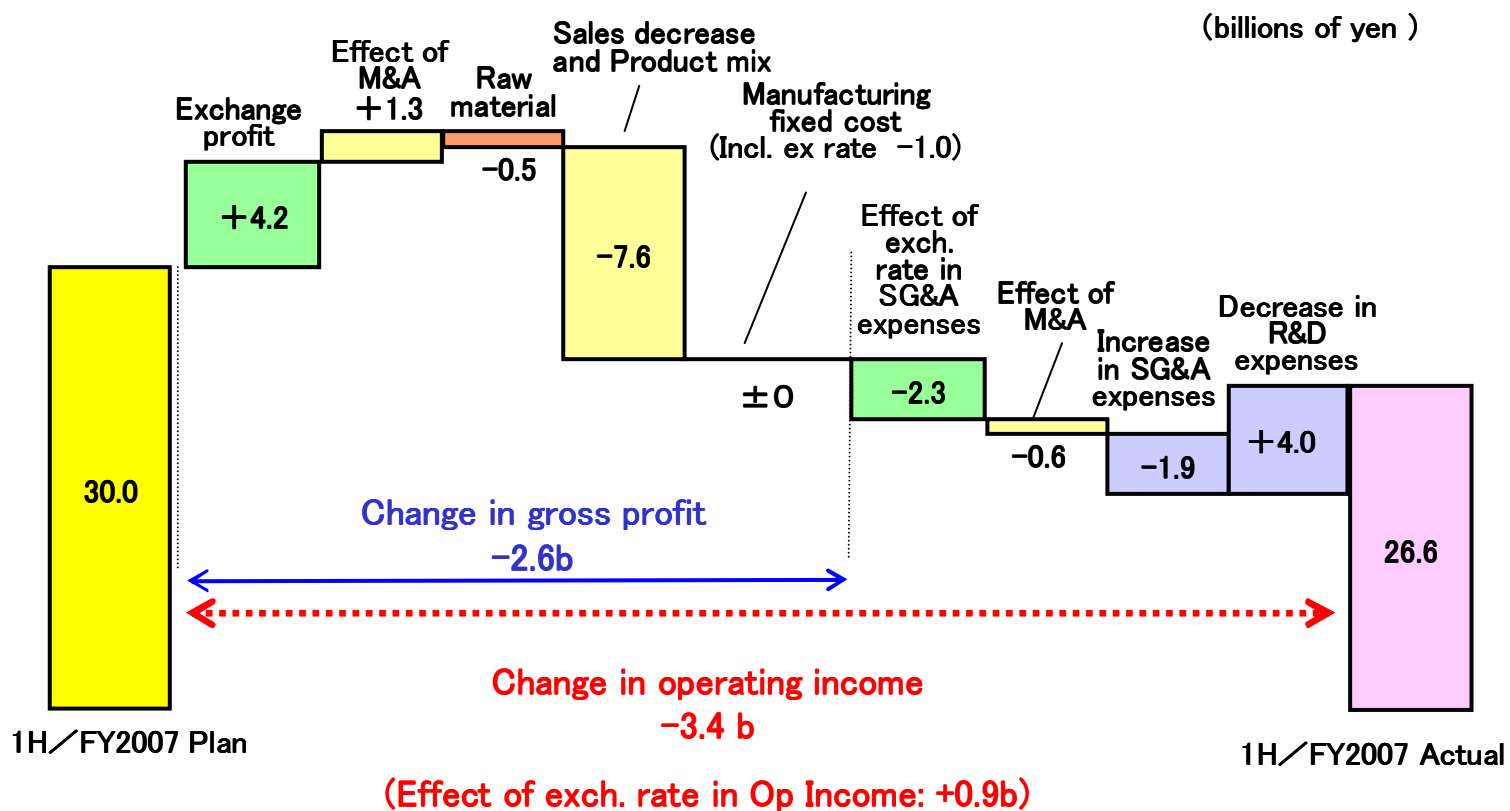 (billions of yen )
Exchange
profit
+4.2
Effect of
M&A
+1.3
Raw
material
-0.5
Sales decrease
and Product mix
-7.6
Manufacturing
fixed cost
(Incl. ex rate -1.0)
±0
Effect of
exch.
rate in
SG&A
expenses
-2.3
Effect of
M&A
-0.6
Increase
in SG&A
expenses
-1.9
Decrease in
R&D
expenses
+4.0
30.0
26.6
Change in gross profit
-2.6b
Change in operating income
-3.4 b
1H/FY2007 Plan
1H/FY2007 Actual
(Effect of exch. rate in Op Income: +0.9b)